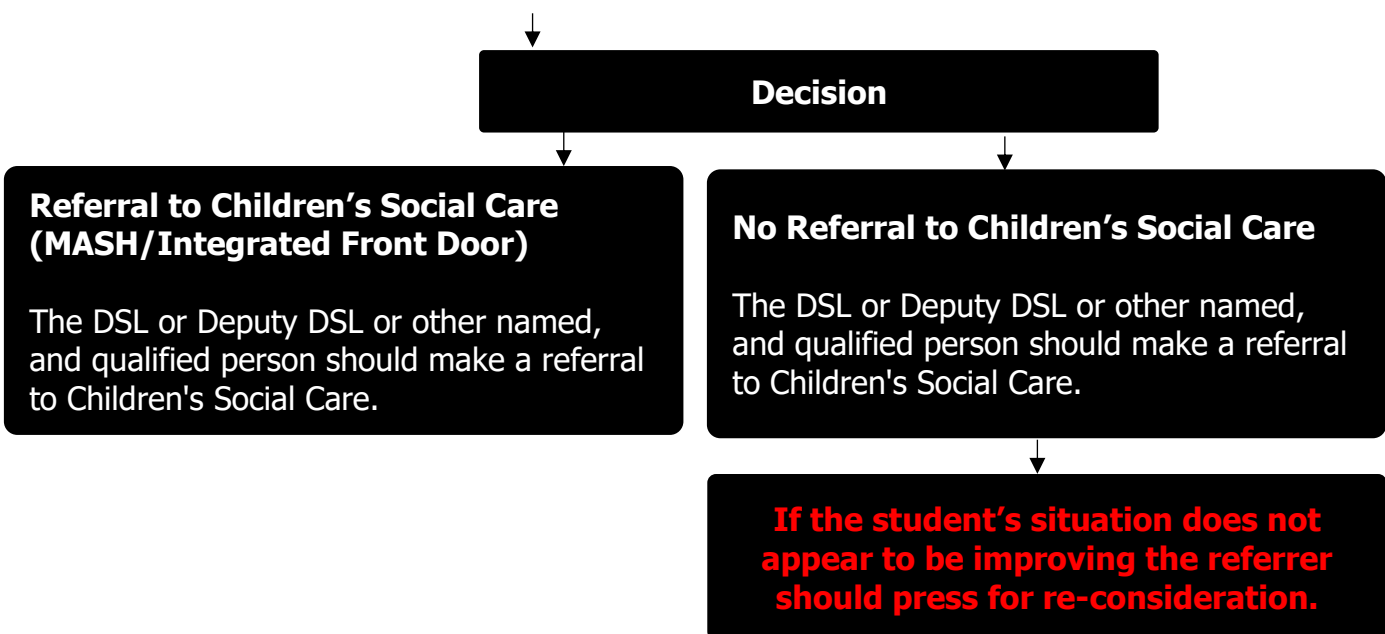 Decision
Referral to Children’s Social Care
(MASH/Integrated Front Door)
The DSL or Deputy DSL or other named,
and qualified person should make a referral
to Children's Social Care.
No Referral to Children’s Social Care
The DSL or Deputy DSL or other named,
and qualified person should make a referral
to Children's Social Care.
If the student’s situation does not
appear to be improving the referrer
should press for re-consideration.